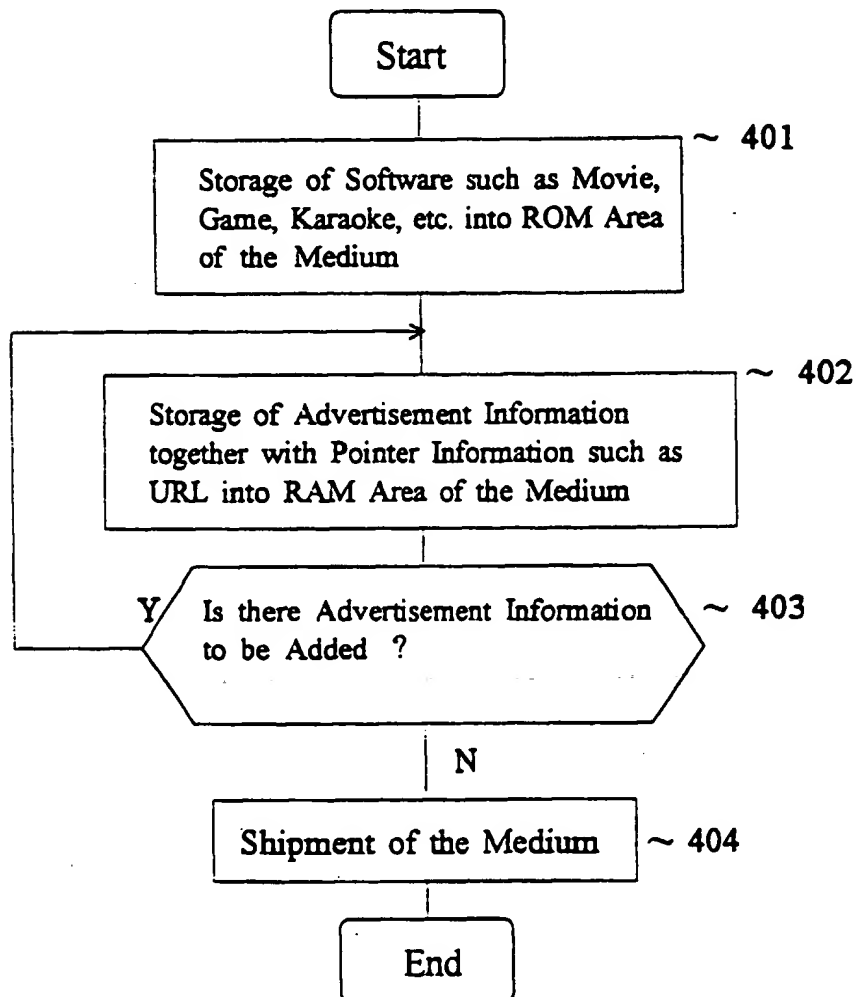 Start
~ 401
Storage of Software such as Movie,
Game, Karaoke, etc. into ROM Area
of the Medium
~ 402
Storage of Advertisement Information
together with Pointer Information such as
URL into RAM Area of the Medium
Y
Is there Advertisement Information
to be Added ?
~ 403
N
Shipment of the Medium
~ 404
End